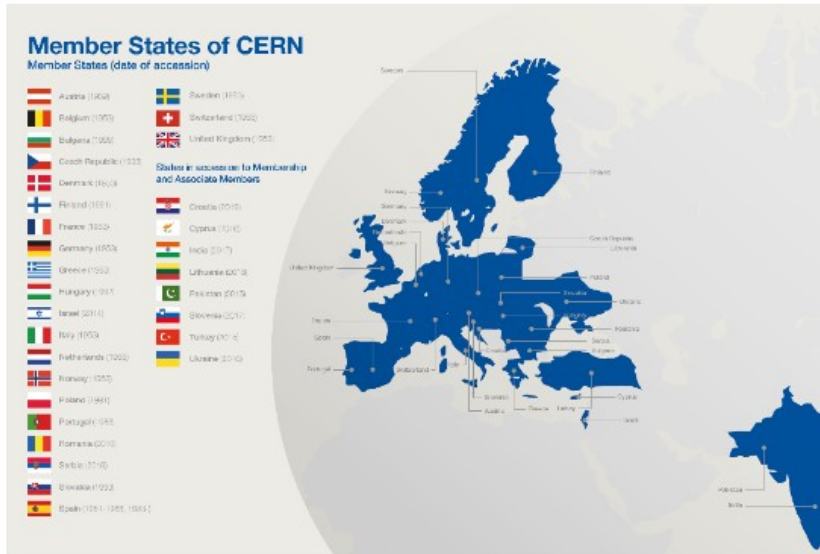 Member States of CERN
Member States (date of accession)
Austria (1959)
Belgium (1953)
Bulgaria (1999)
Czech Republic (1993)
Denmark (1953)
Finland (1991)
France (1953)
Germany (1953)
Greece (1953)
Hungary (1992)
Israel (2014)
Italy (1953)
Netherlands (1953)
Norway (1953)
Poland (1991)
Portugal (1986)
Romania (2016)
Serbia
Slovakia (1993)
Spain
Sweden (1953)
Switzerland (1953)
United Kingdom (1953)
States in accession to Membership
and Associate Members
Croatia (2019)
Cyprus (2016)
India (2017)
Lithuania (2018)
Pakistan (2015)
Slovenia (2017)
Turkey (2015)
Ukraine (2016)
Sweden
Finland
Norway
Germany
Denmark
Netherlands
Belgium
Czech Republic
Lithuania
United Kingdom
Poland
Slovakia
Ukraine
Hungary
France
Romania
Spain
Serbia
Italy
Croatia
Bulgaria
Portugal
Switzerland
Slovenia
Cyprus
Austria
Greece
Turkey
Israel
Pakistan
India